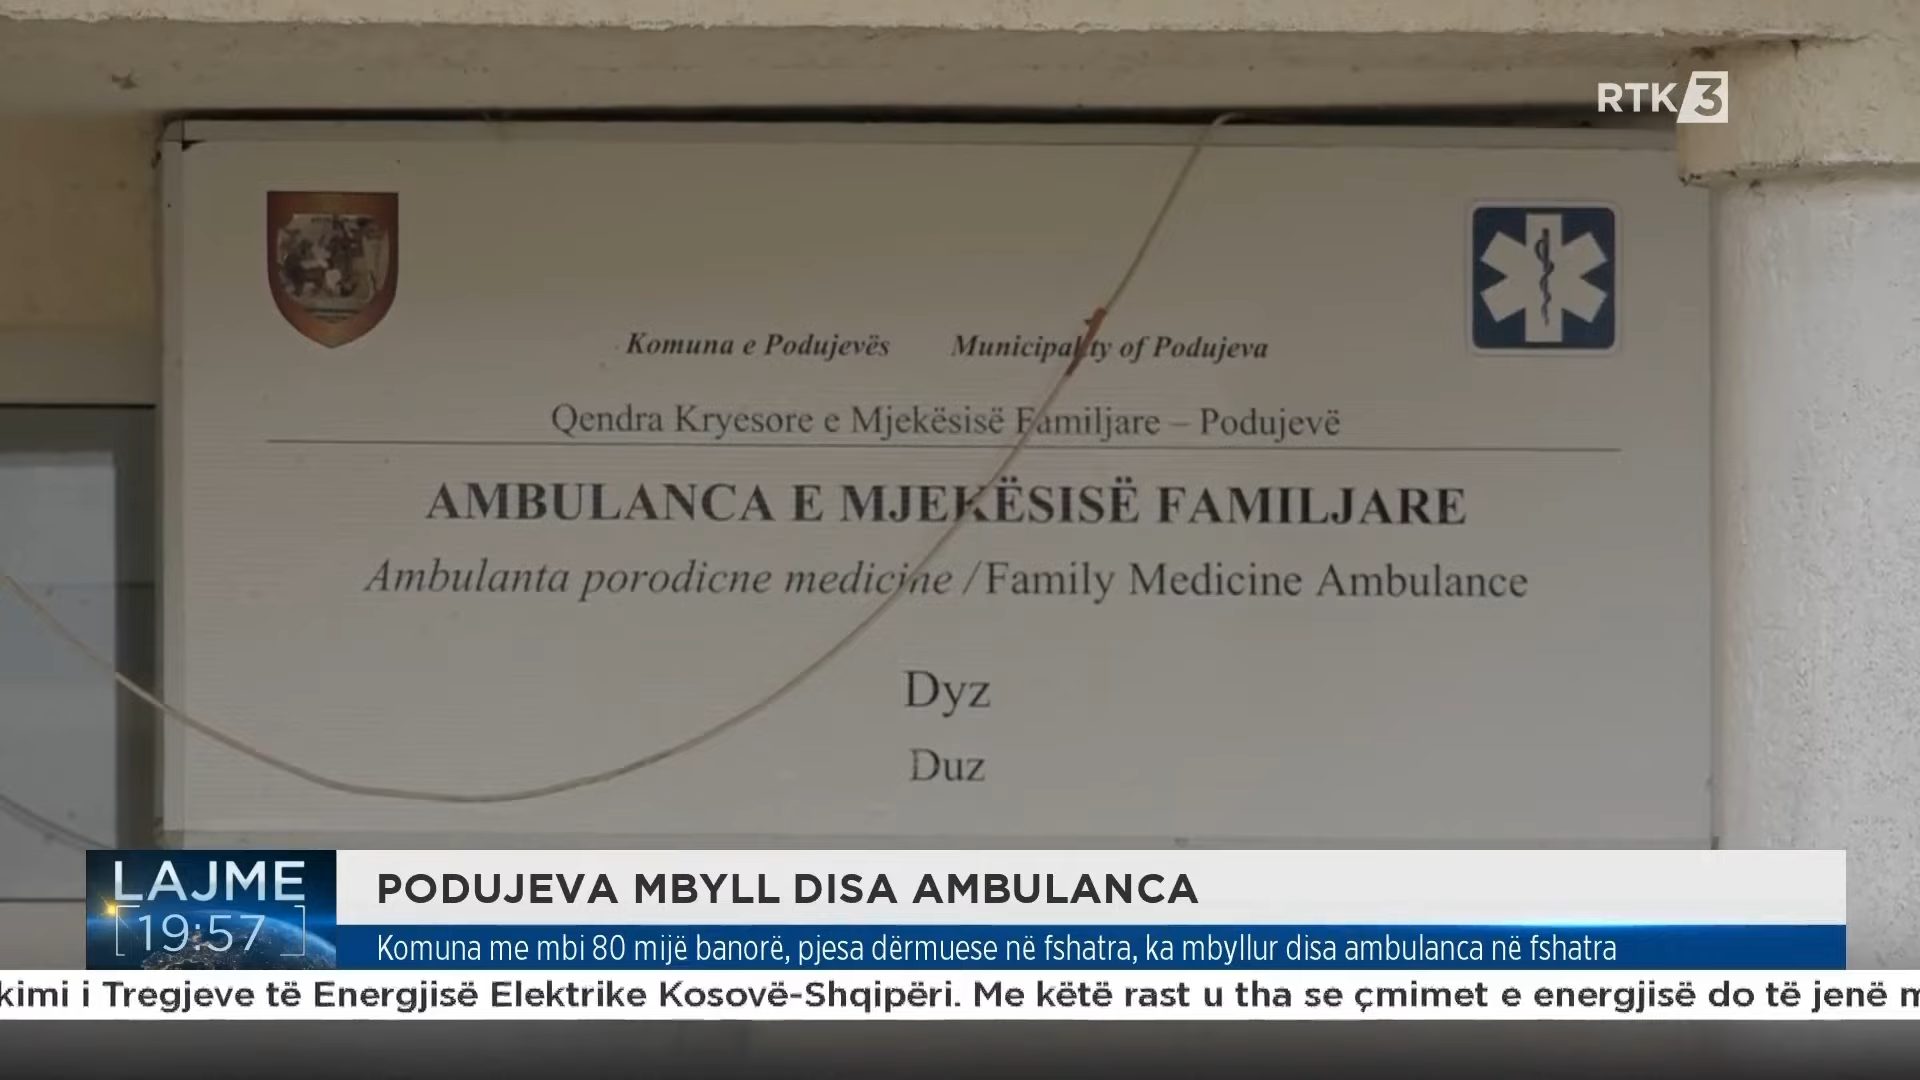 RTK 3
Komuna e Podujevës Municipality of Podujeva
Qendra Kryesore e Mjekësisë Familjare – Podujevë
AMBULANCA E MJEKËSISË FAMILJARE
Ambulanta porodicne medicine / Family Medicine Ambulance
Dyz
Duz
LAJME
19:57
PODUJEVA MBYLL DISA AMBULANCA
Komuna me mbi 80 mijë banorë, pjesa dërmuese në fshatra, ka mbyllur disa ambulanca në fshatra
kimi i Tregjeve të Energjisë Elektrike Kosovë-Shqipëri. Me këtë rast u tha se çmimet e energjisë do të jenë